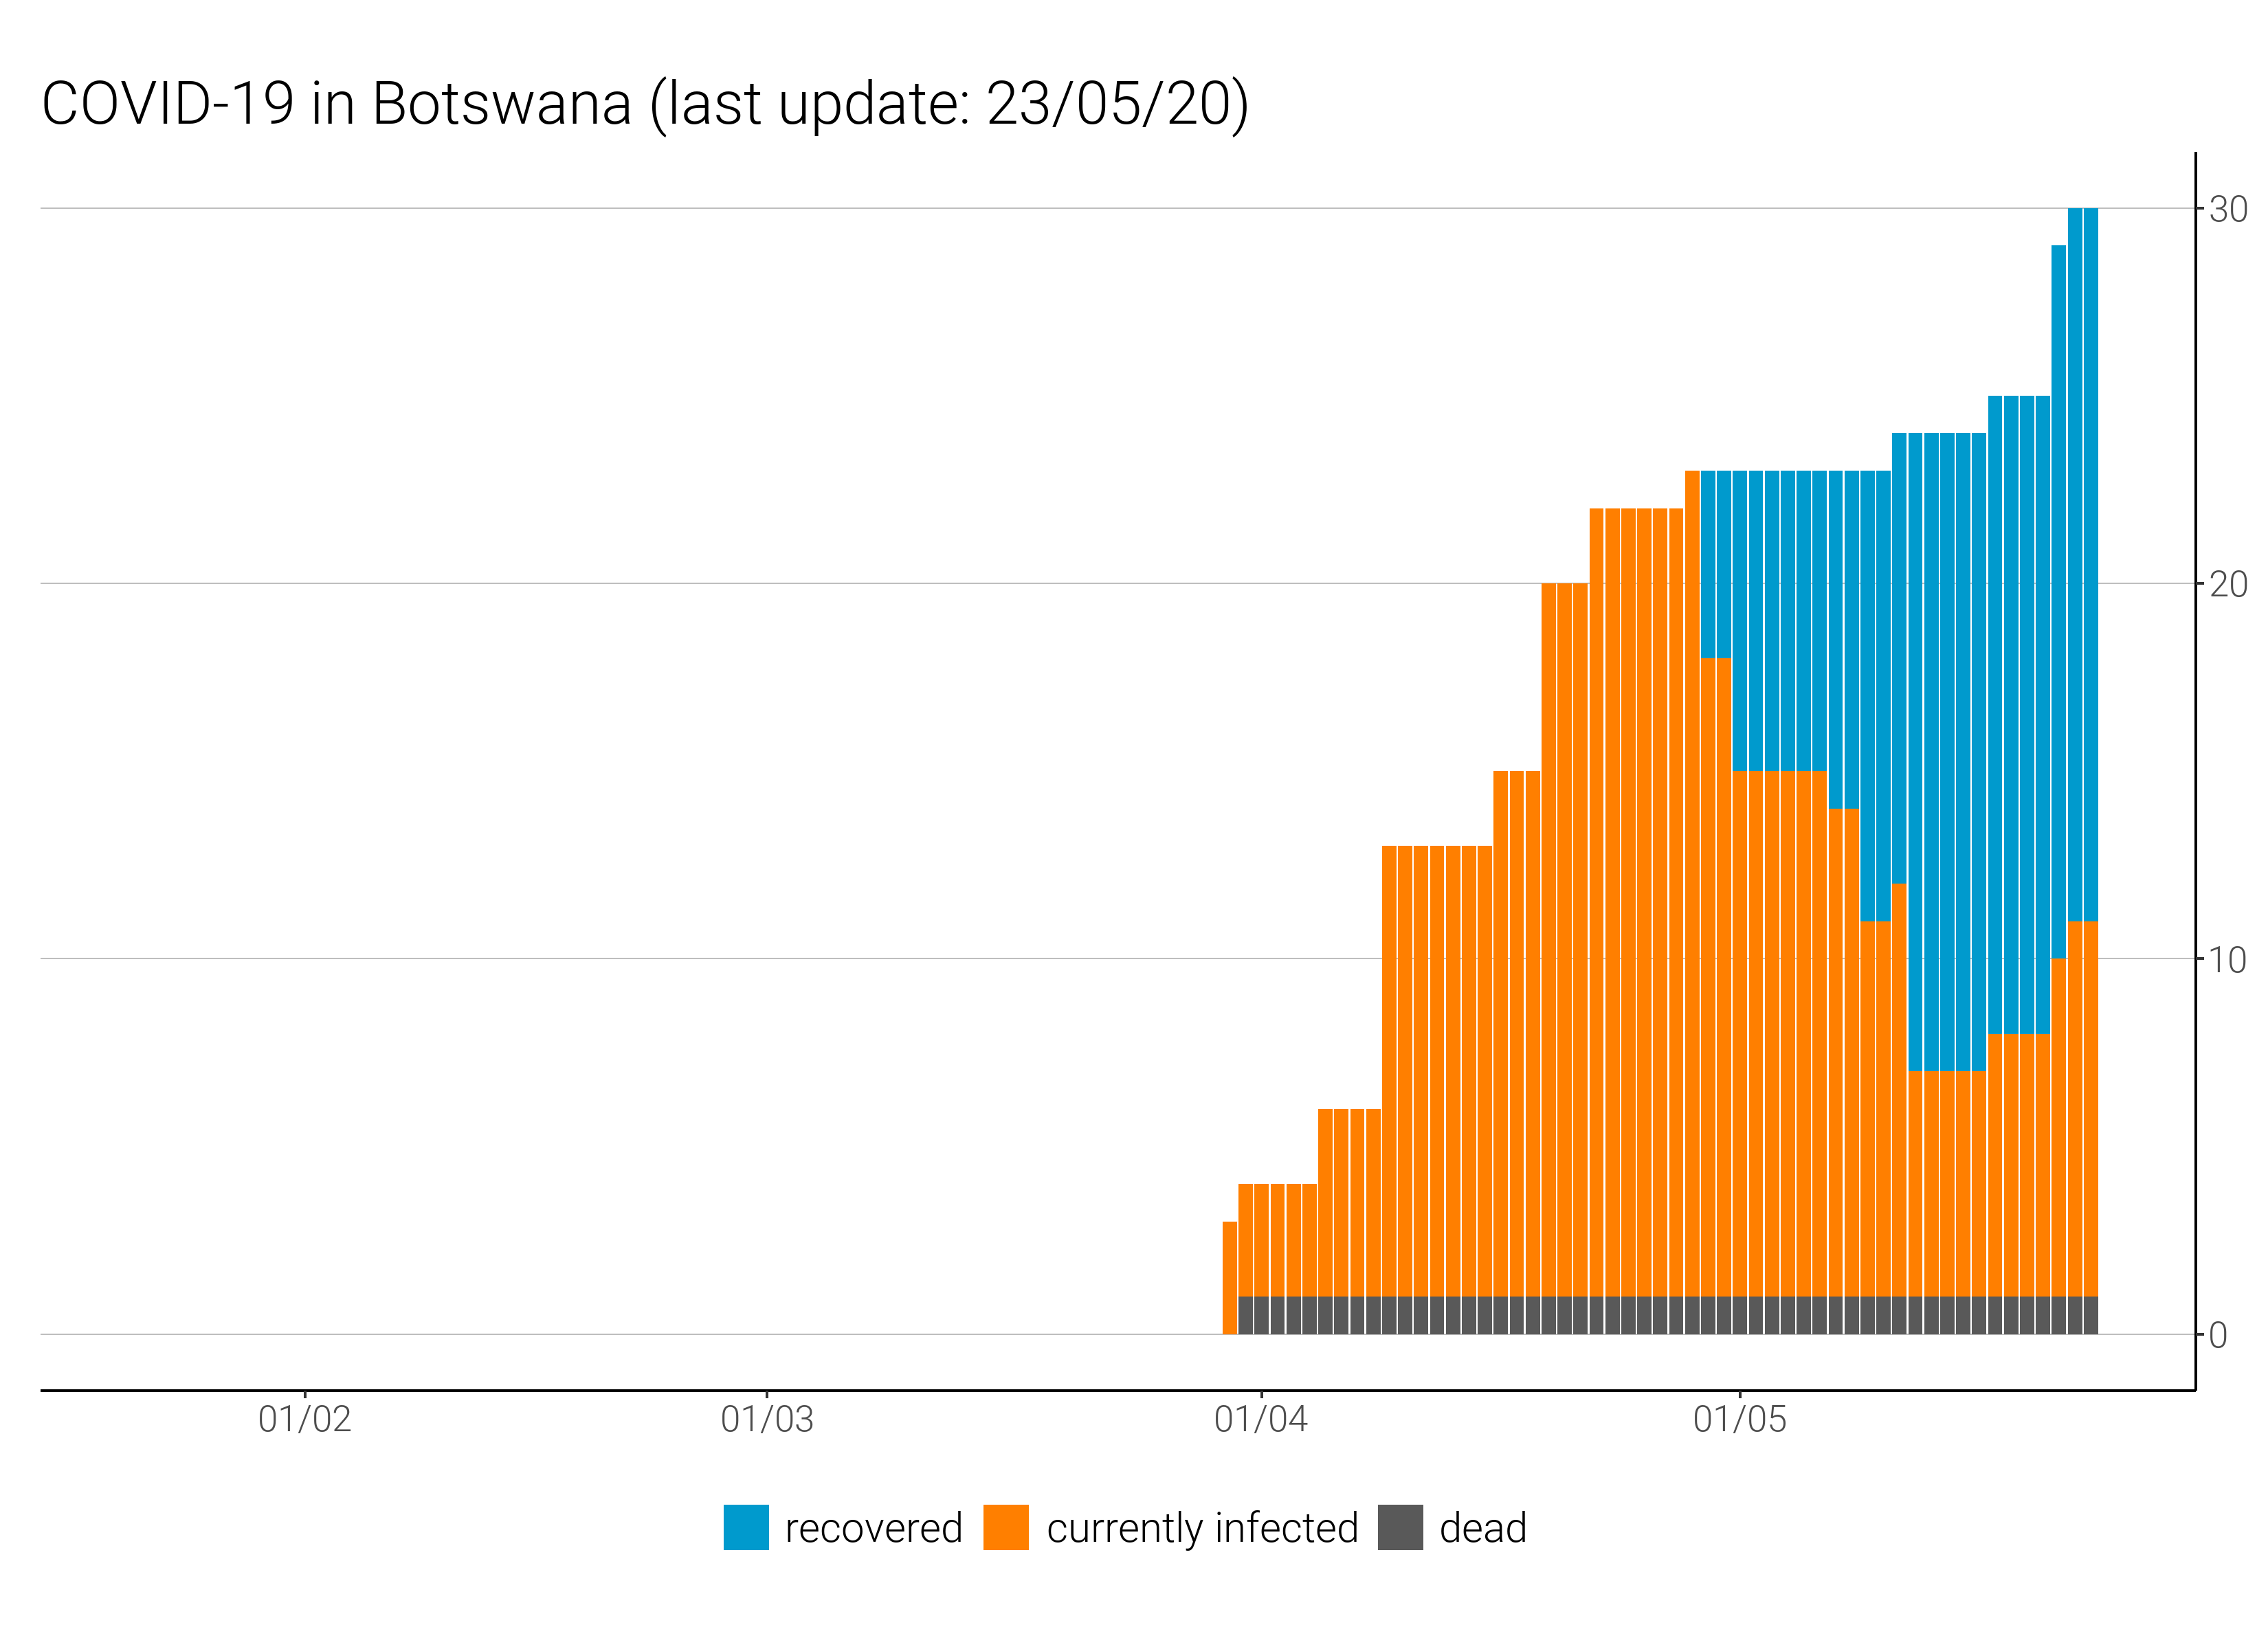 COVID-19 in Botswana (last update: 23/05/20)
30
20
10
0
01/02 01/03 01/04 01/05
recovered currently infected dead